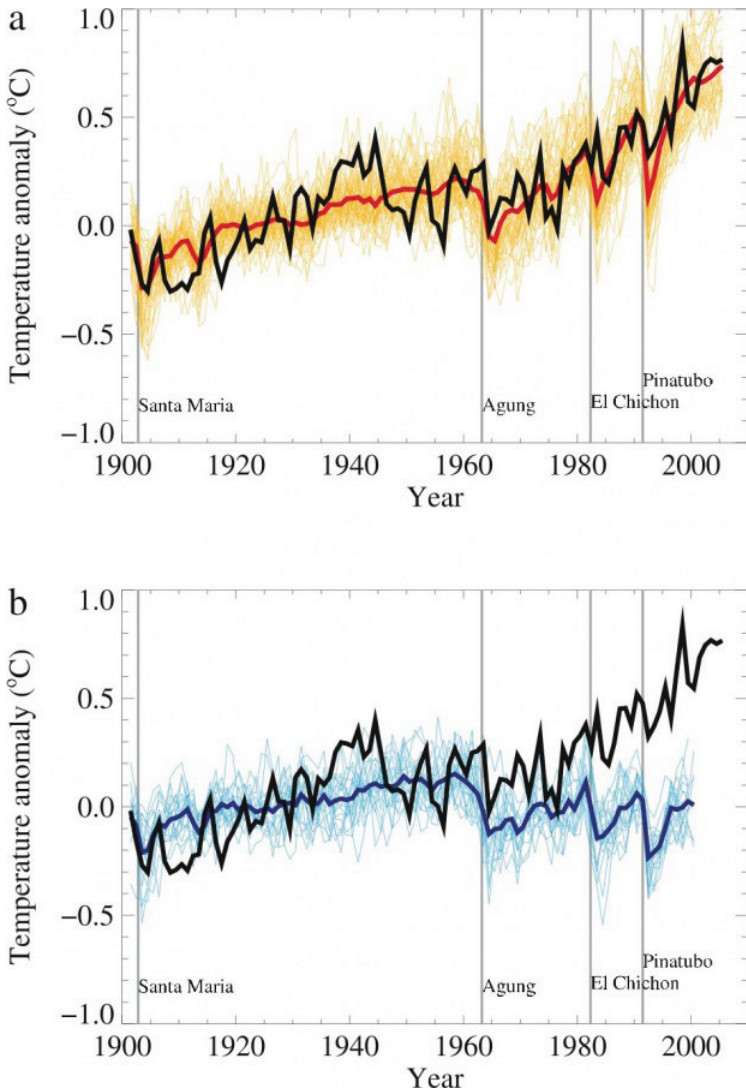 a
Temperature anomaly (°C)
1.0
0.5
0.0
−0.5
−1.0
Santa Maria
Agung
El Chichon
Pinatubo
1900 1920 1940 1960 1980 2000
Year
b
Temperature anomaly (°C)
1.0
0.5
0.0
−0.5
−1.0
Santa Maria
Agung
El Chichon
Pinatubo
1900 1920 1940 1960 1980 2000
Year